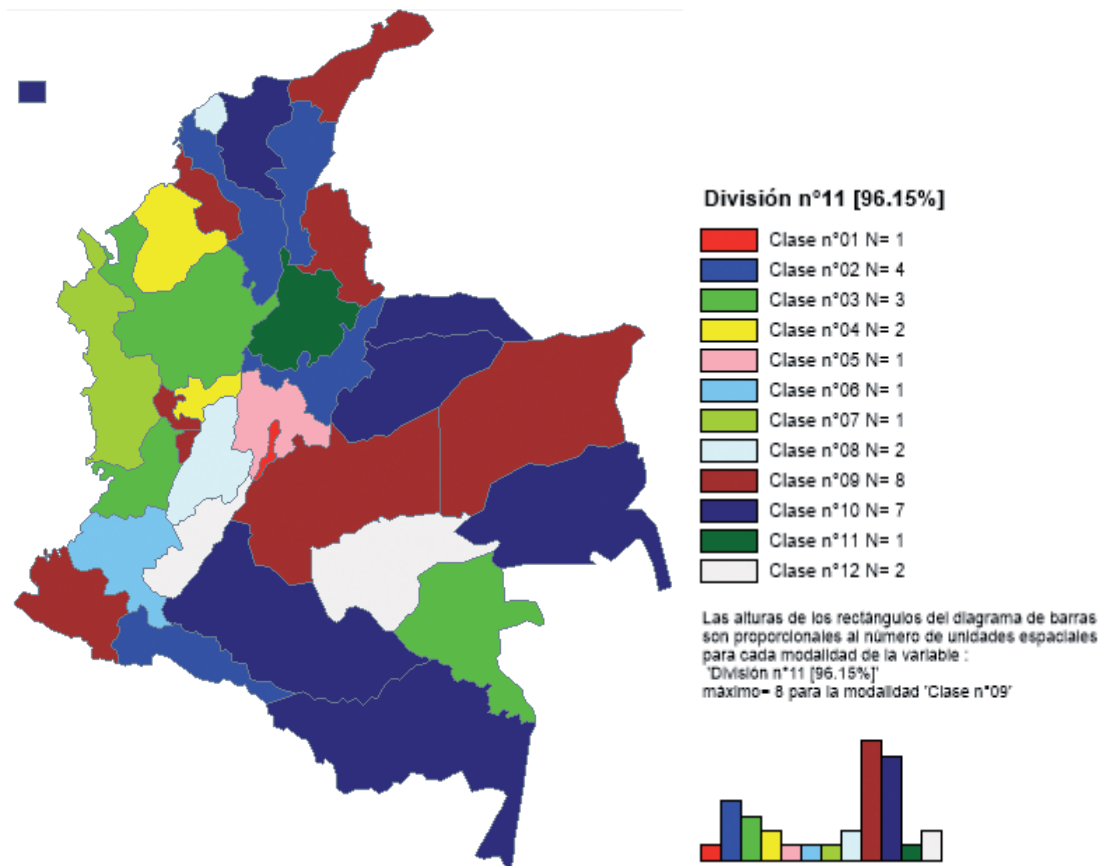 División n°11 [96.15%]
Clase n°01 N= 1
Clase n°02 N= 4
Clase n°03 N= 3
Clase n°04 N= 2
Clase n°05 N= 1
Clase n°06 N= 1
Clase n°07 N= 1
Clase n°08 N= 2
Clase n°09 N= 8
Clase n°10 N= 7
Clase n°11 N= 1
Clase n°12 N= 2
Las alturas de los rectángulos del diagrama de barras
son proporcionales al número de unidades espaciales
para cada modalidad de la variable :
'División n°11 [96.15%]'
máximo= 8 para la modalidad 'Clase n°09'